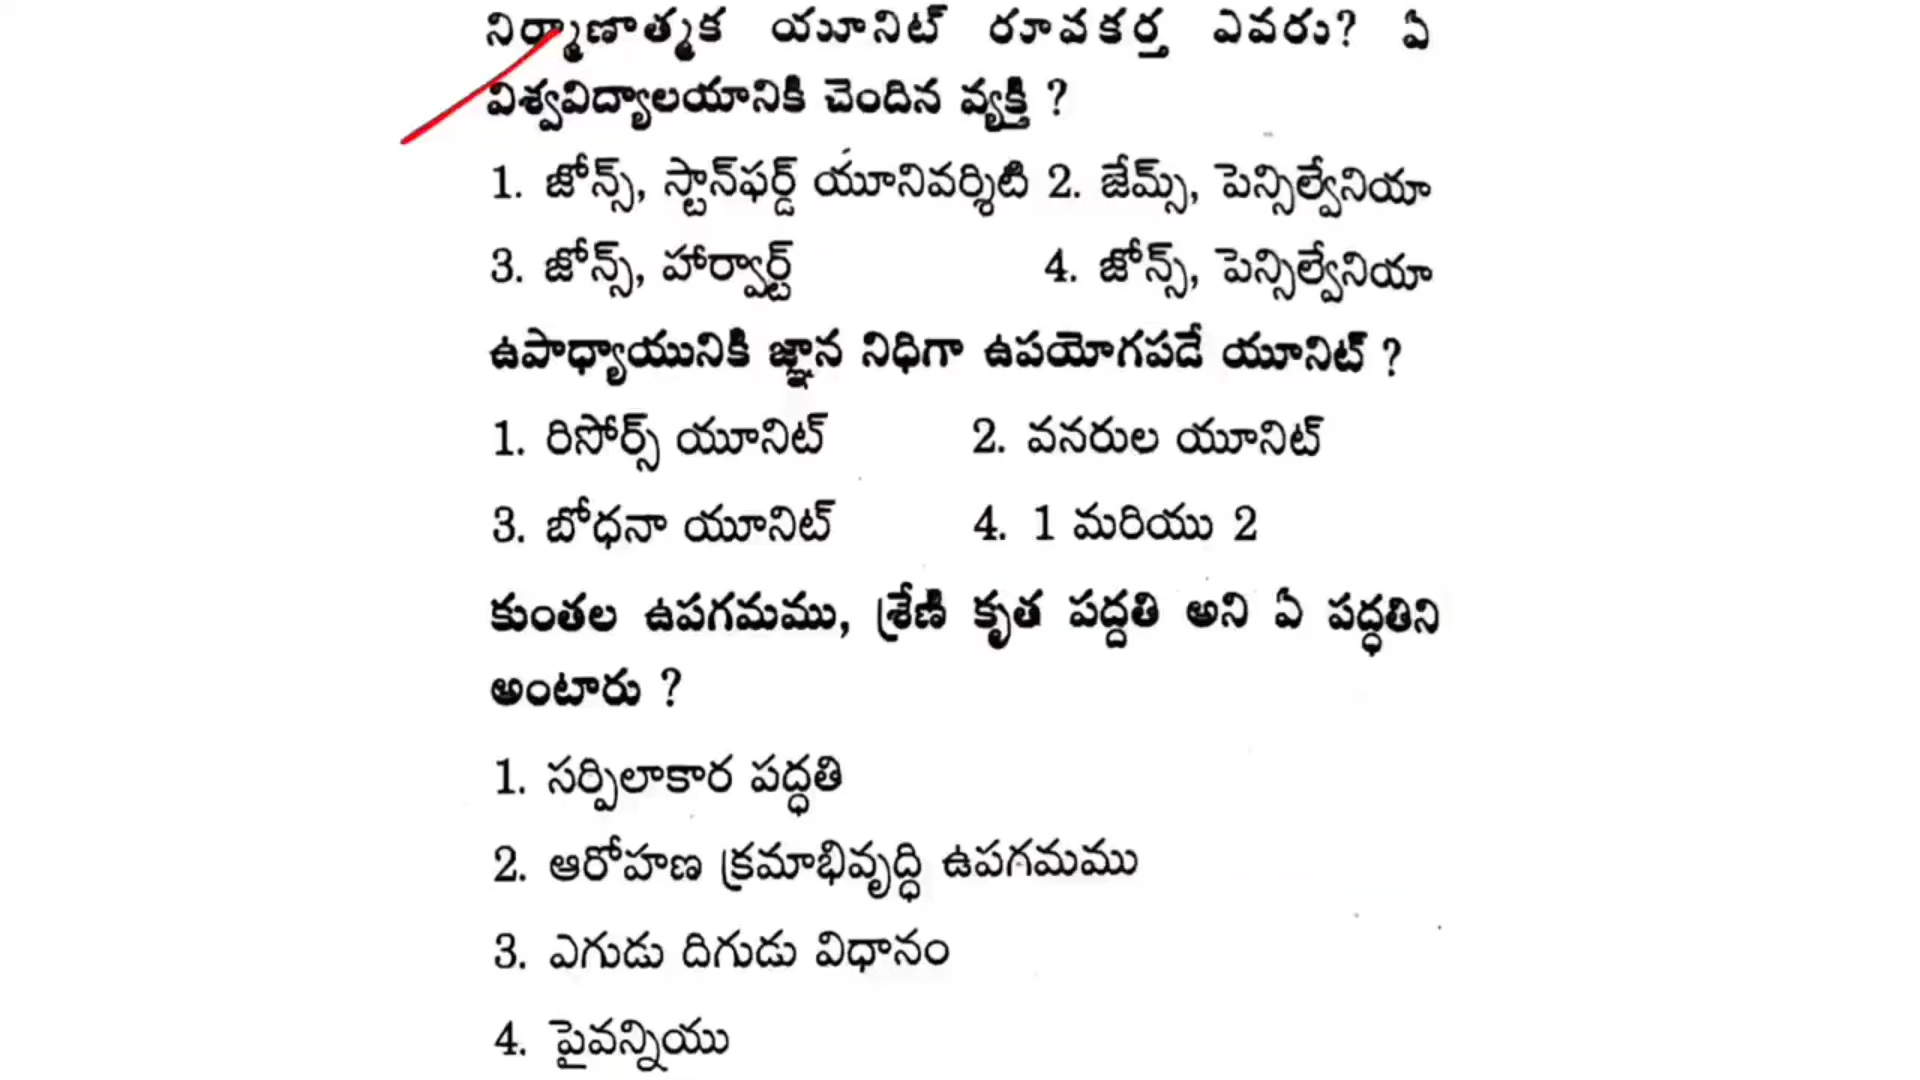 నిర్మాణాత్మక యూనిట్ రూవకర్త ఎవరు? ఏ
విశ్వవిద్యాలయానికి చెందిన వ్యక్తి ?
1. జోన్స్, స్టాన్‌ఫర్డ్ యూనివర్శిటి 2. జేమ్స్, పెన్సిల్వేనియా
3. జోన్స్, హార్వార్ట్ 4. జోన్స్, పెన్సిల్వేనియా
ఉపాధ్యాయునికి జ్ఞాన నిధిగా ఉపయోగపడే యూనిట్ ?
1. రిసోర్స్ యూనిట్ 2. వనరుల యూనిట్
3. బోధనా యూనిట్ 4. 1 మరియు 2
కుంతల ఉపగమము, శ్రేణి కృత పద్దతి అని ఏ పద్ధతిని
అంటారు ?
1. సర్పిలాకార పద్ధతి
2. ఆరోహణ క్రమాభివృద్ధి ఉపగమము
3. ఎగుడు దిగుడు విధానం
4. పైవన్నియు